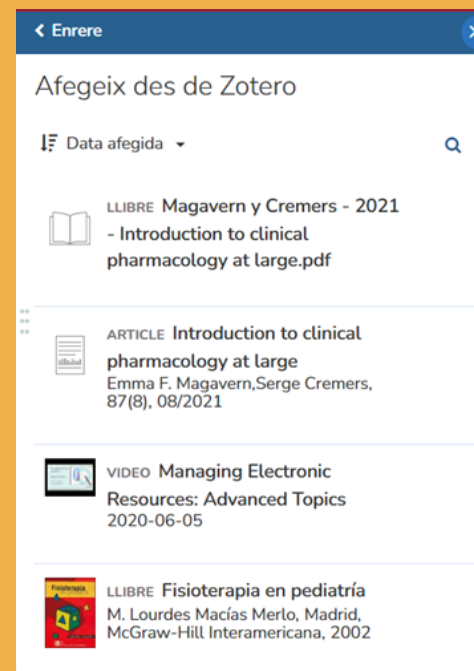 Enrere
Afegeix des de Zotero
Data afegida
LLIBRE Magavern y Cremers - 2021
- Introduction to clinical
pharmacology at large.pdf
ARTICLE Introduction to clinical
pharmacology at large
Emma F. Magavern,Serge Cremers,
87(8), 08/2021
VIDEO Managing Electronic
Resources: Advanced Topics
2020-06-05
Fisioterapia
LLIBRE Fisioterapia en pediatría
M. Lourdes Macías Merlo, Madrid,
McGraw-Hill Interamericana, 2002